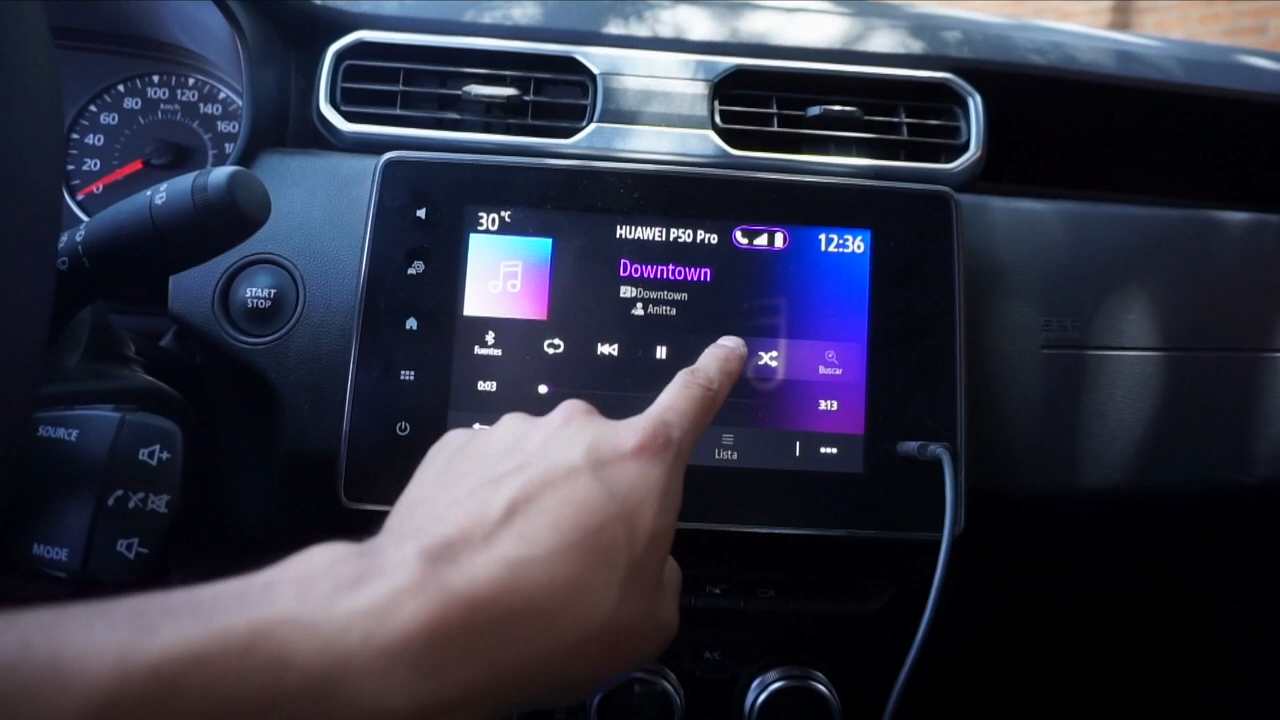 80
100
120
140
160
60
40
20
0
km/h
START
STOP
SOURCE
MODE
30°C
HUAWEI P50 Pro
12:36
Downtown
Downtown
Anitta
Fuentes
Buscar
0:03
3:13
Lista
A/C